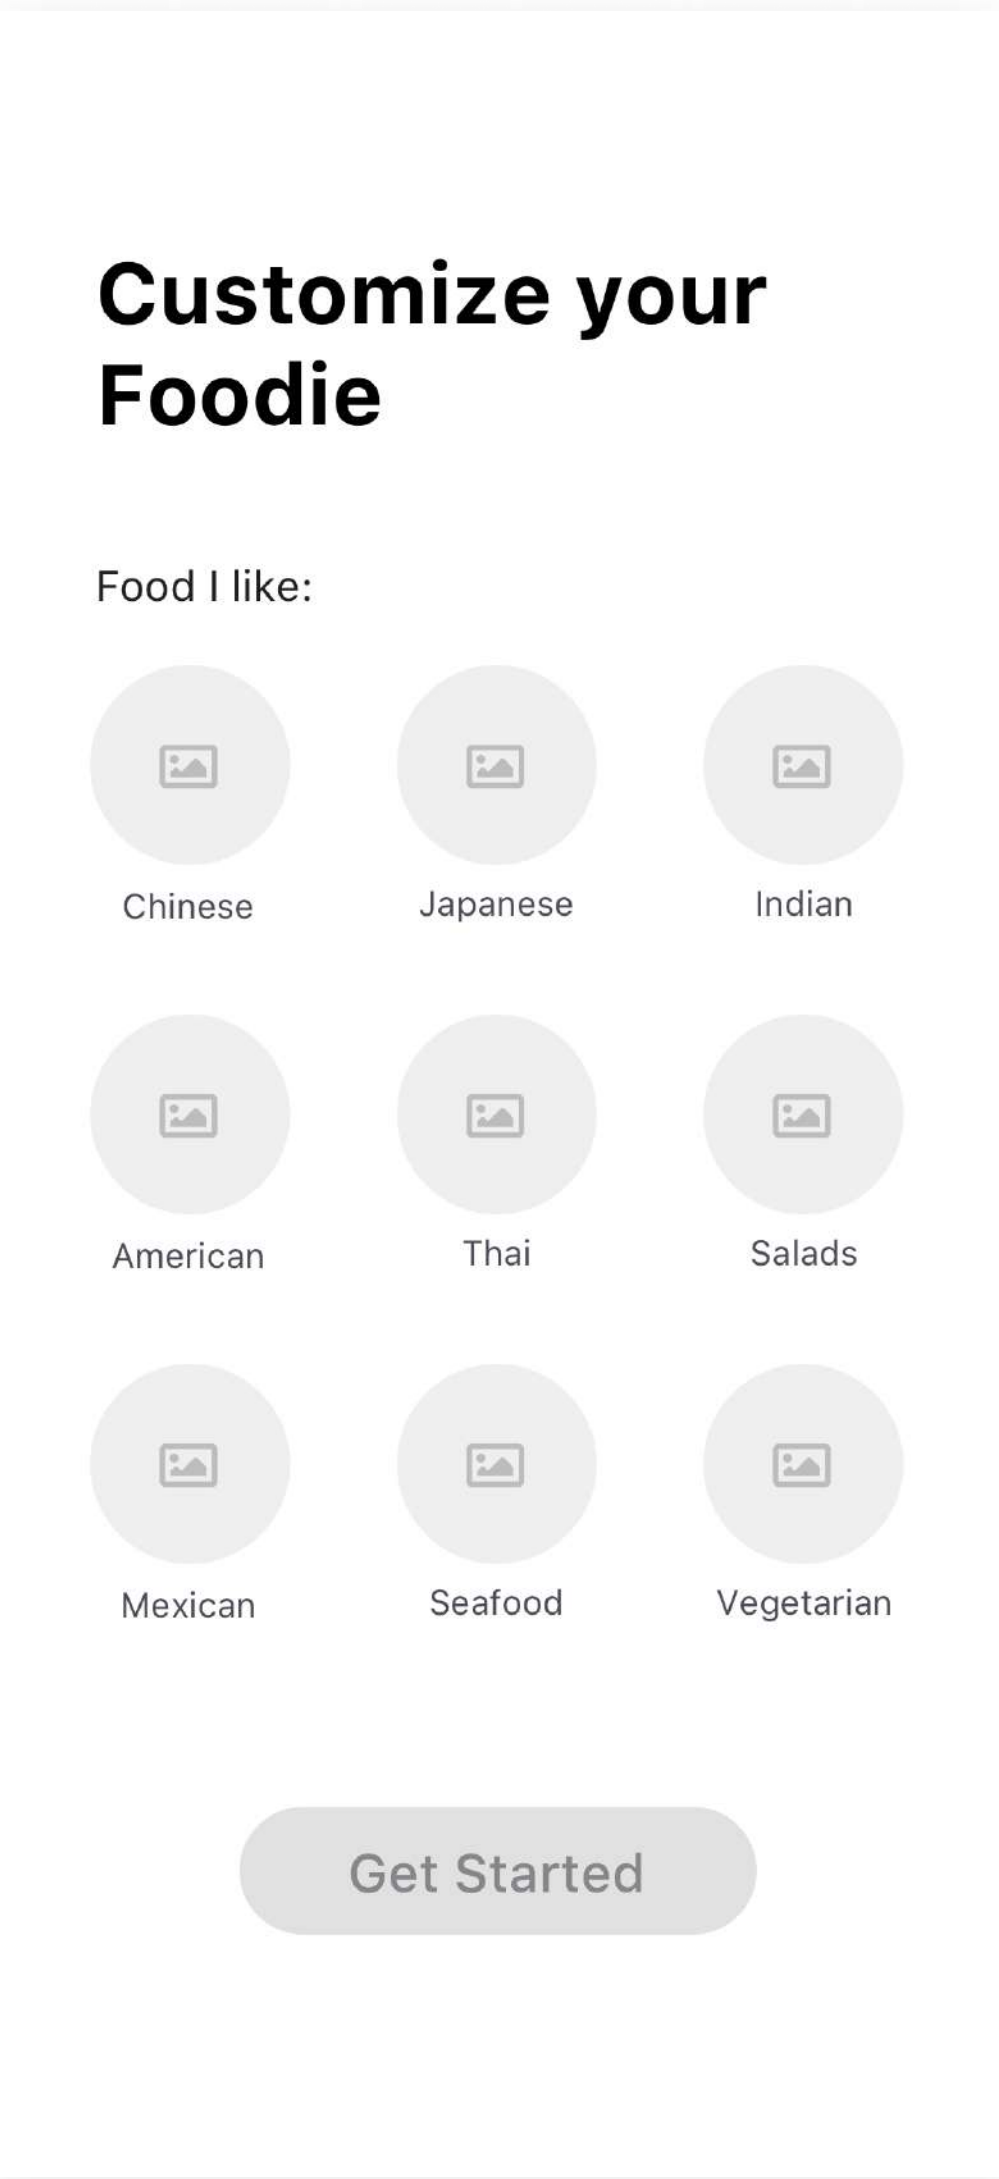 Customize your
Foodie
Food I like:
Chinese
Japanese
Indian
American
Thai
Salads
Mexican
Seafood
Vegetarian
Get Started